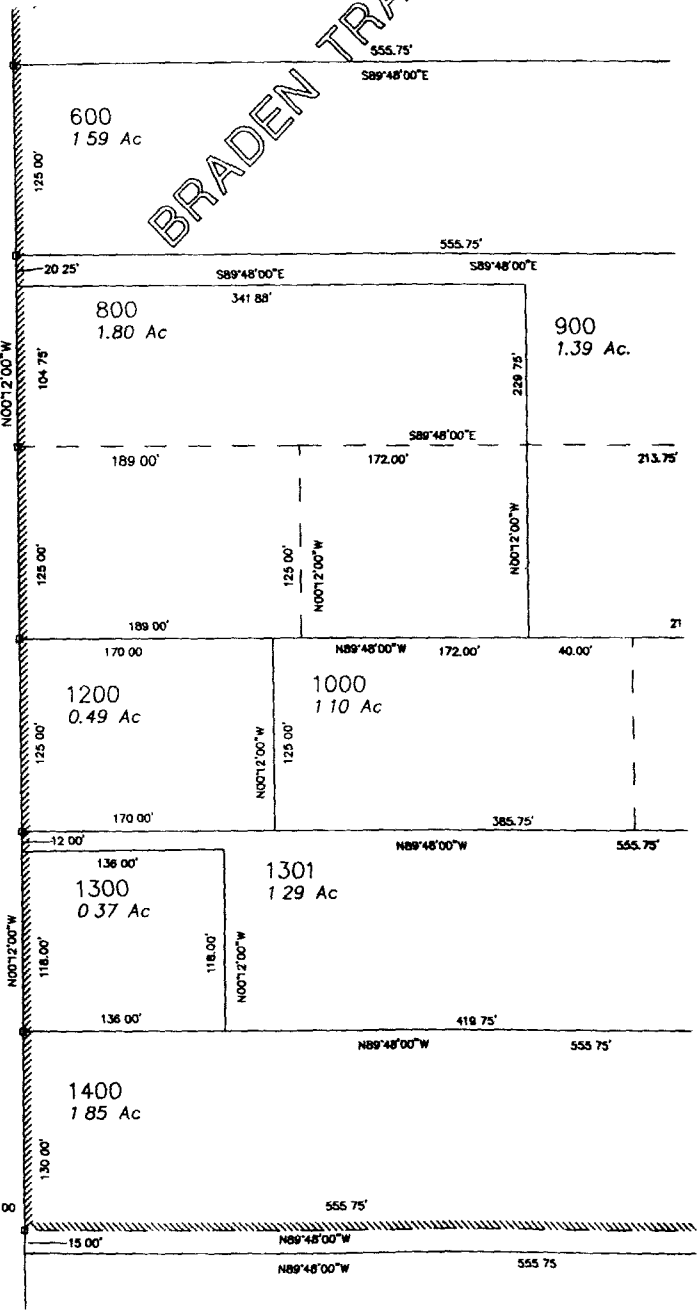 555.75'
S89°48'00"E
BRADEN TRA
600
1 59 Ac
125 00'
555.75'
20 25'
S89°48'00"E
S89°48'00"E
341 88'
800
1.80 Ac
900
1.39 Ac.
N00°12'00"W
104 75'
229 75'
S89°48'00"E
189 00'
172.00'
213.75'
125 00'
125 00'
N00°12'00"W
N00°12'00"W
189 00'
21
170 00
N89°48'00"W
172.00'
40.00'
1200
0.49 Ac
1000
1 10 Ac
125 00'
N00°12'00"W
125 00'
170 00'
385.75'
12 00'
N89°48'00"W
555.75'
136 00'
1301
1 29 Ac
1300
0 37 Ac
N00°12'00"W
118.00'
118.00'
N00°12'00"W
136 00'
419 75'
N89°48'00"W
555 75'
1400
1 85 Ac
130 00'
00
555 75'
15 00'
N89°48'00"W
N89°48'00"W
555 75